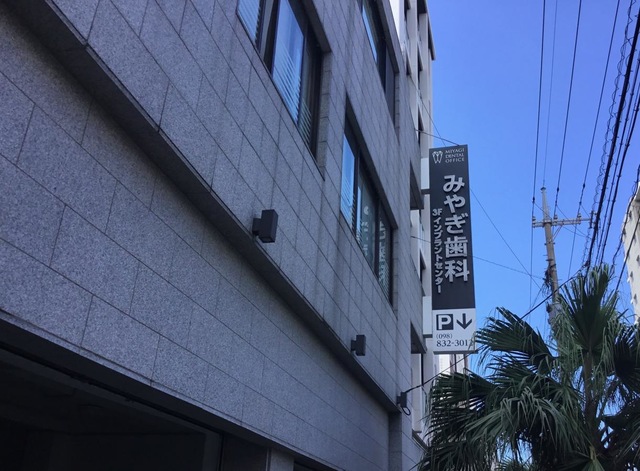 MIYAGI
DENTAL
OFFICE
みやぎ歯科
3Fインプラントセンター
P↓
(098)
832-3012